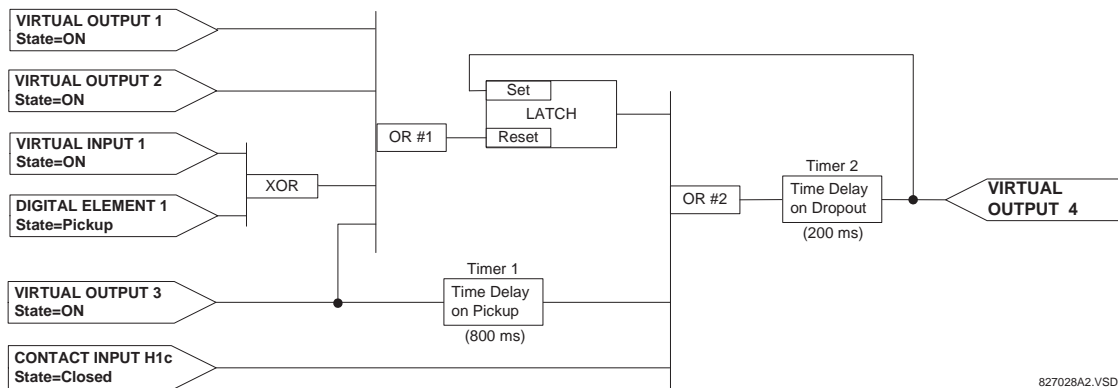 VIRTUAL OUTPUT 1
State=ON
VIRTUAL OUTPUT 2
State=ON
VIRTUAL INPUT 1
State=ON
DIGITAL ELEMENT 1
State=Pickup
VIRTUAL OUTPUT 3
State=ON
CONTACT INPUT H1c
State=Closed
XOR
OR #1
Set
LATCH
Reset
Timer 1
Time Delay
on Pickup
(800 ms)
OR #2
Timer 2
Time Delay
on Dropout
(200 ms)
VIRTUAL
OUTPUT 4
827028A2.VSD